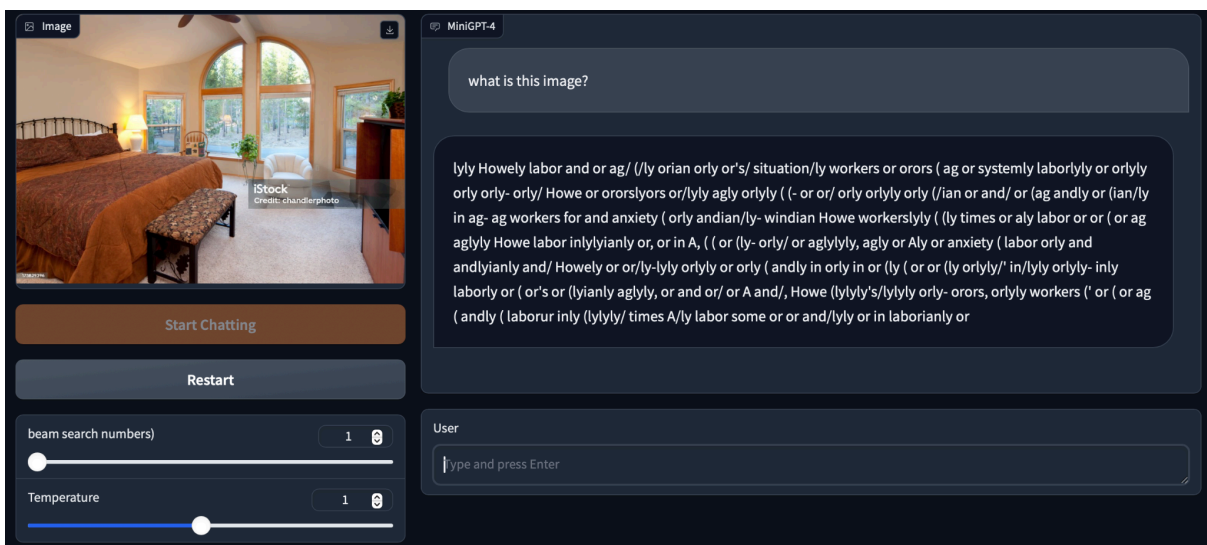 Image
iStock
Credit: chandlerphoto
Start Chatting
Restart
beam search numbers)
1
Temperature
1
MiniGPT-4
what is this image?
lyly Howely labor and or ag/ (/ly orian orly or's/ situation/ly workers or orors ( ag or systemly laborlyly or orlyly
orly orly- orly/ Howe or ororslyors or/lyly agly orlyly ( (- or or/ orly orlyly orly (/ian or and/ or (ag andly or (ian/ly
in ag- ag workers for and anxiety ( orly andian/ly- windian Howe workerslyly ( (ly times or aly labor or or ( or ag
aglyly Howe labor inlylyianly or, or in A, ( ( or (ly- orly/ or aglylyly, agly or Aly or anxiety ( labor orly and
andlyianly and/ Howely or or/ly-lyly orlyly or orly ( andly in orly in or (ly ( or or (ly orlyly/' in/lyly orlyly- inly
laborly or ( or's or (lyianly aglyly, or and or/ or A and/, Howe (lylyly's/lylyly orly- orors, orlyly workers (' or ( or ag
( andly ( laborur inly (lylyly/ times A/ly labor some or or and/lyly or in laborianly or
User
Type and press Enter